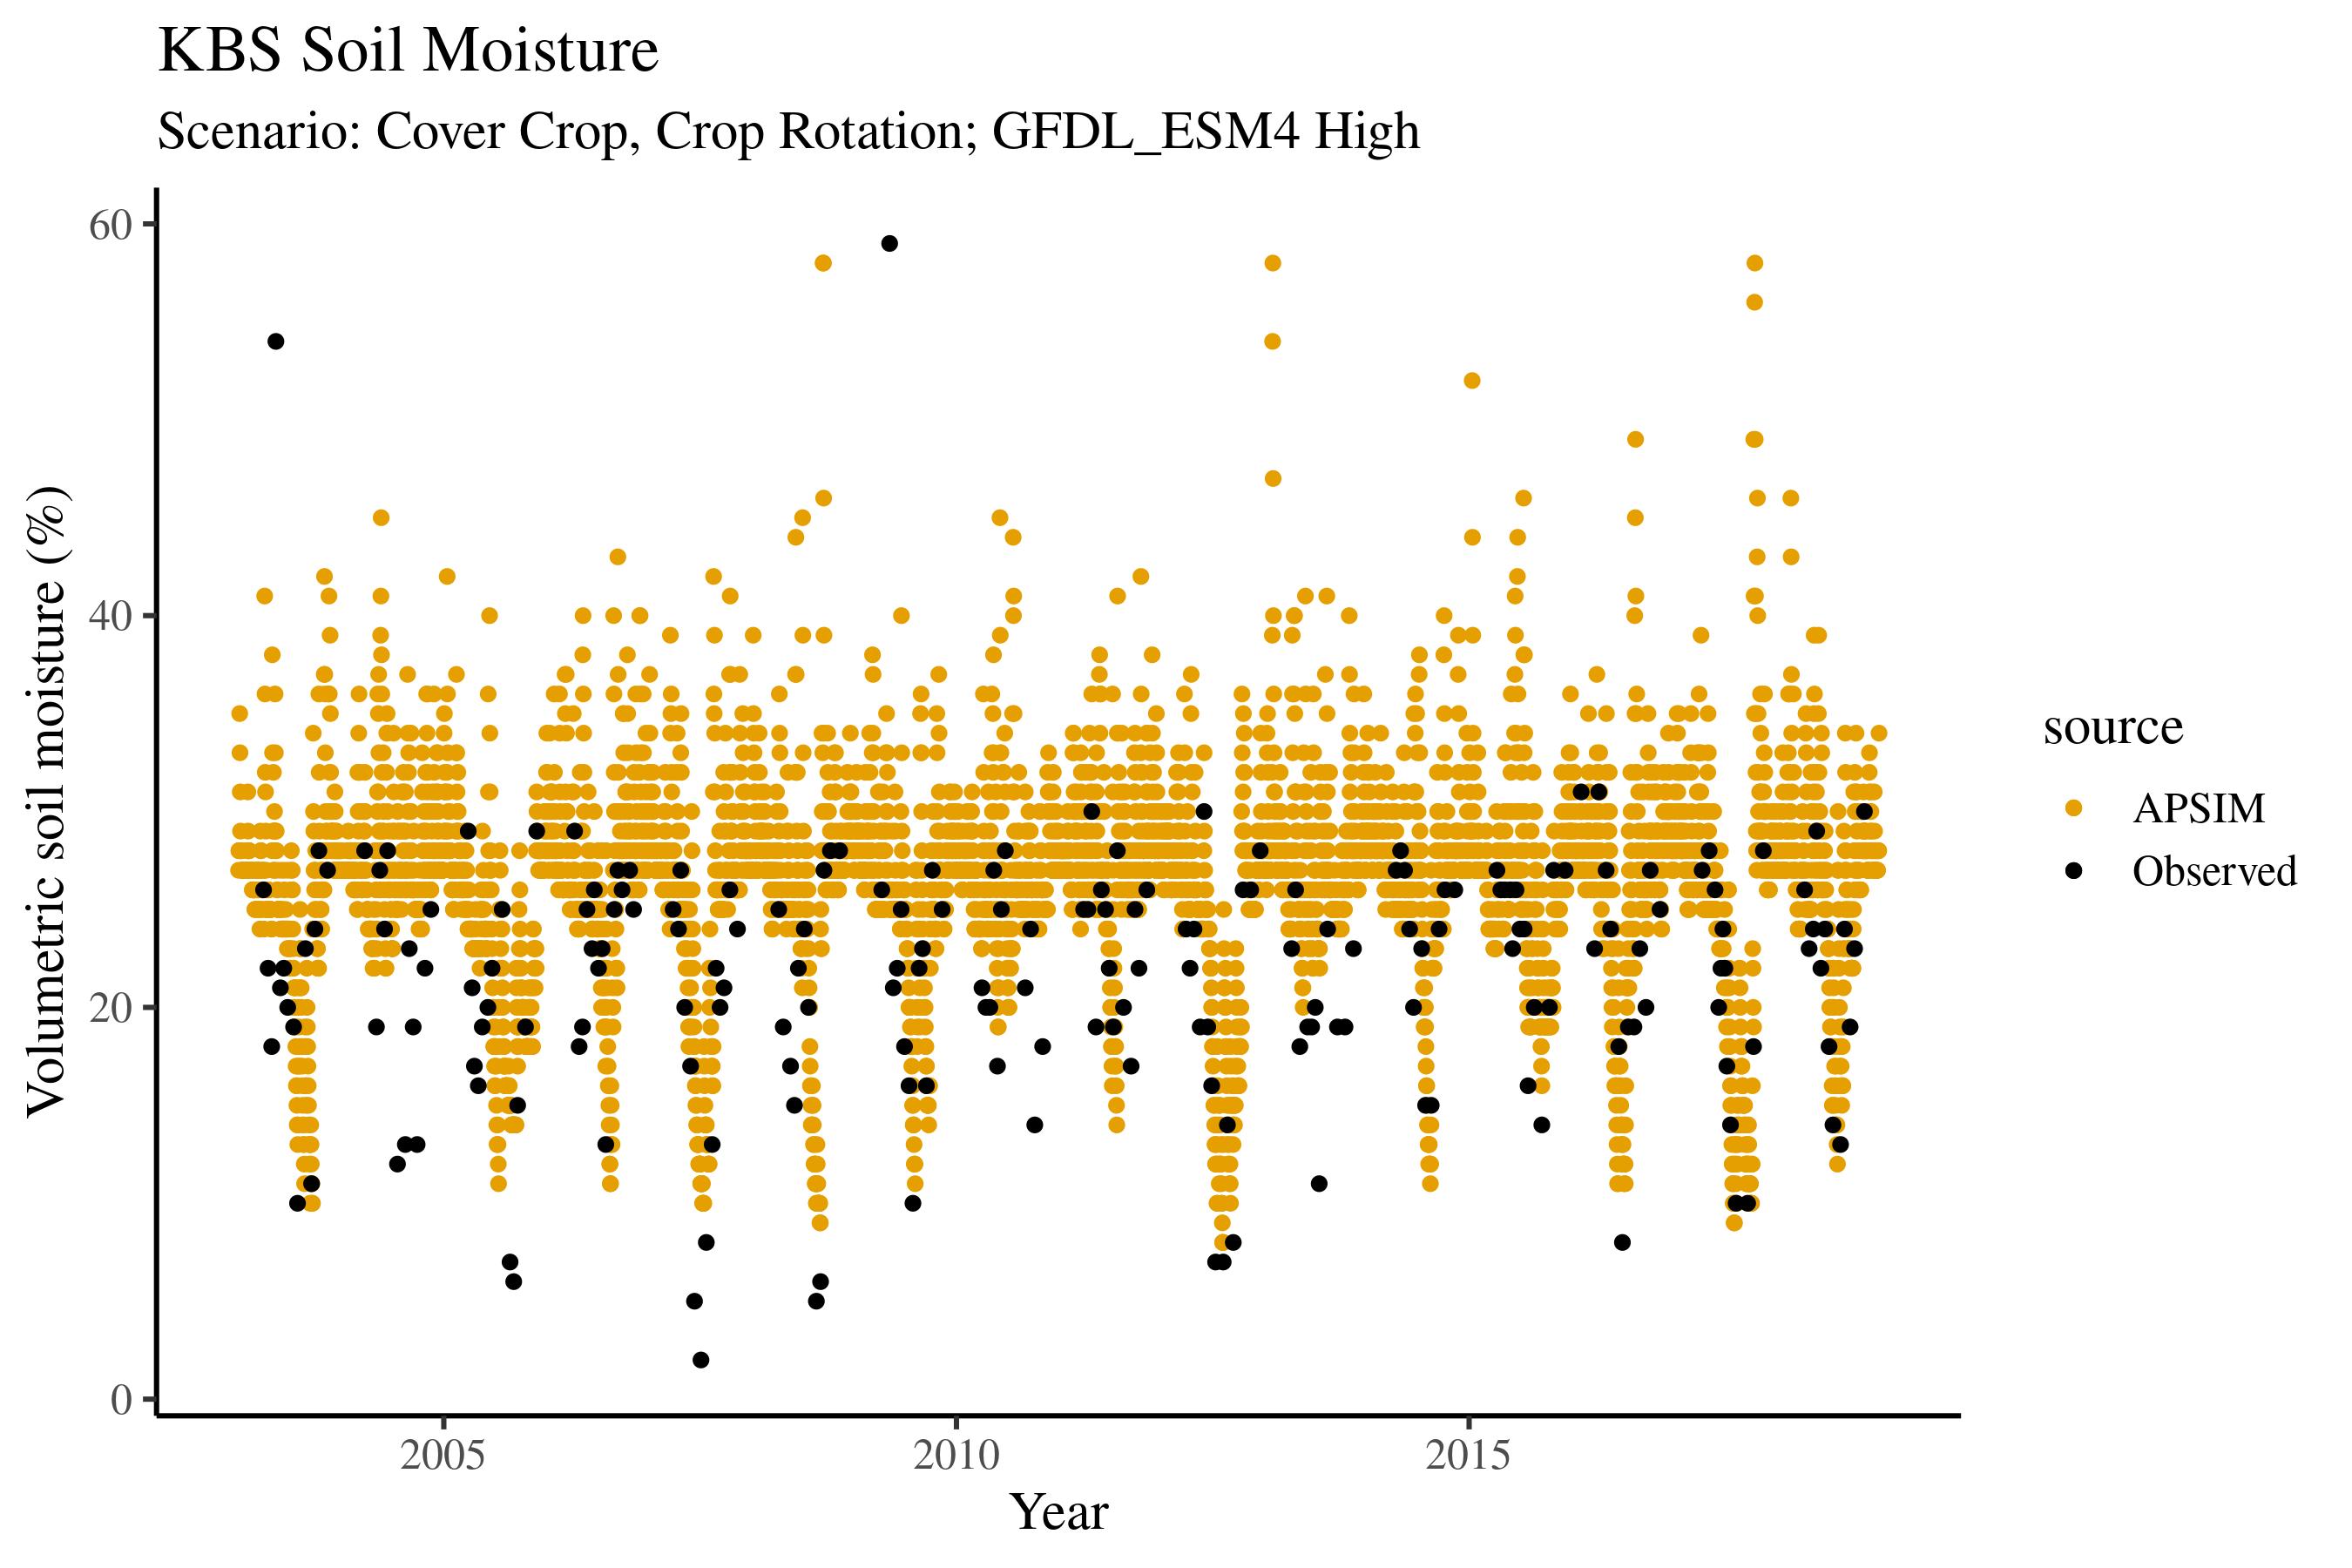 KBS Soil Moisture
Scenario: Cover Crop, Crop Rotation; GFDL_ESM4 High
Volumetric soil moisture (%)
60
40
20
0
2005
2010
2015
Year
source
APSIM
Observed